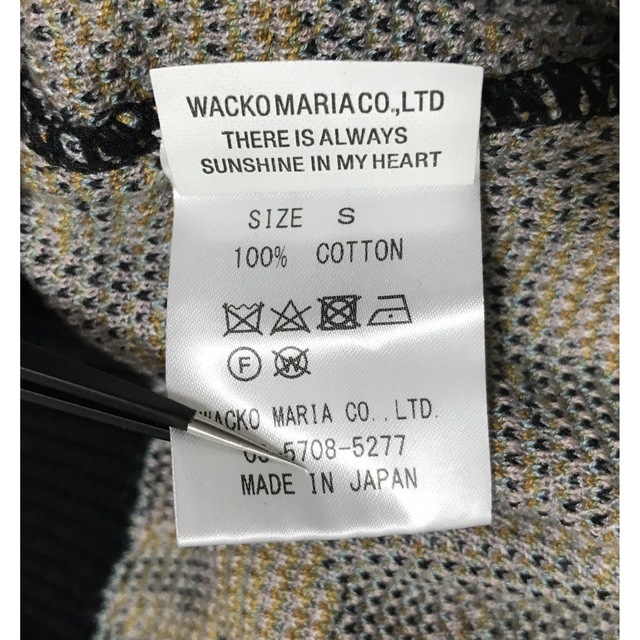 WACKO MARIA CO.,LTD
THERE IS ALWAYS
SUNSHINE IN MY HEART
SIZE S
100% COTTON
F W
WACKO MARIA CO.,LTD.
03-5708-5277
MADE IN JAPAN